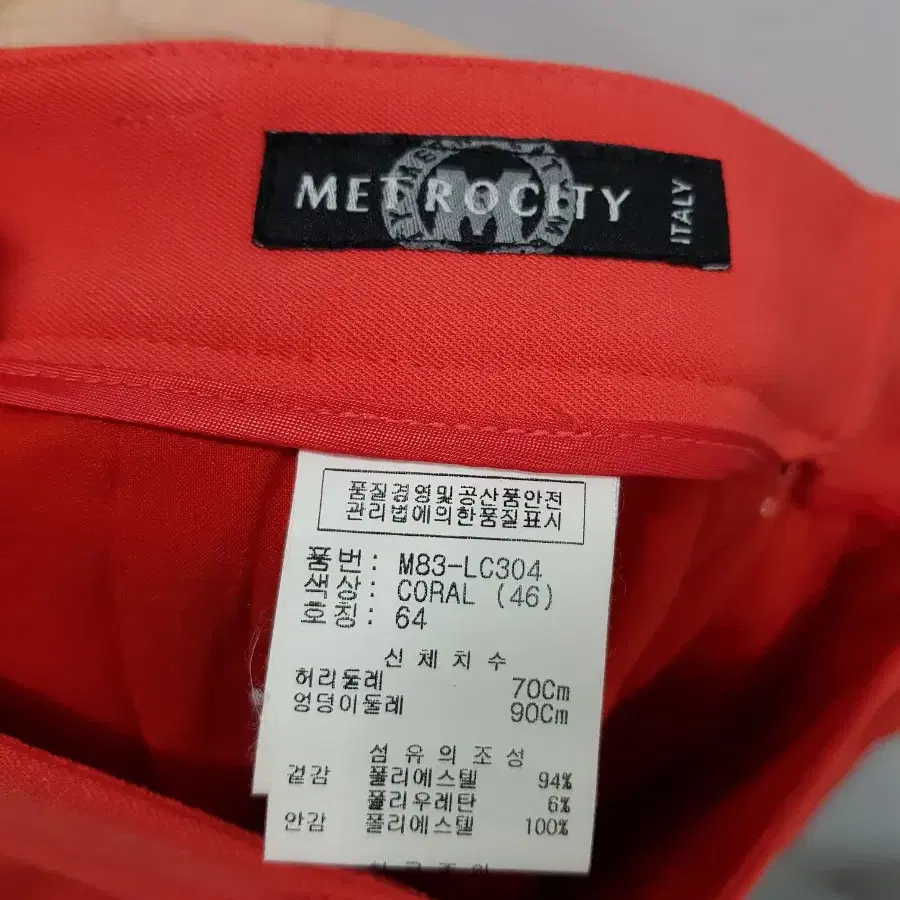 METROCITY
ITALY
품질경영및공산품안전
관리법에의한품질표시
품번: M83-LC304
색상: CORAL (46)
호칭: 64
신체치수
허리둘레 70Cm
엉덩이둘레 90Cm
섬유의조성
겉감 폴리에스텔 94%
폴리우레탄 6%
안감 폴리에스텔 100%